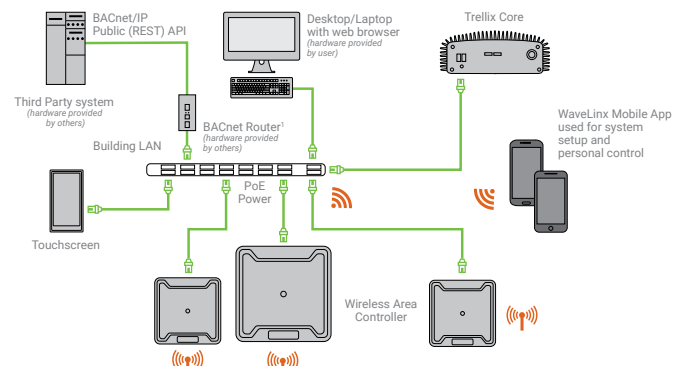 BACnet/IP
Public (REST) API
Desktop/Laptop
with web browser
(hardware provided
by user)
Trellix Core
Third Party system
(hardware provided
by others)
BACnet Router¹
(hardware provided
by others)
Building LAN
WaveLinx Mobile App
used for system
setup and
personal control
PoE
Power
Touchscreen
Wireless Area
Controller